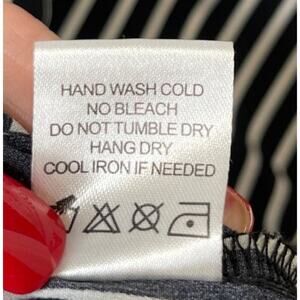 HAND WASH COLD
NO BLEACH
DO NOT TUMBLE DRY
HANG DRY
COOL IRON IF NEEDED